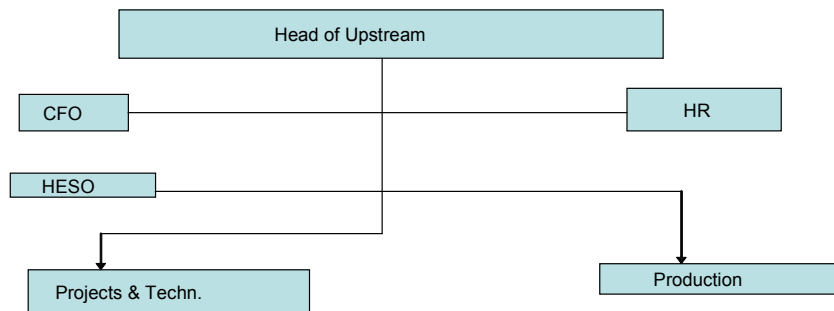 Head of Upstream
CFO
HR
HESO
Projects & Techn.
Production